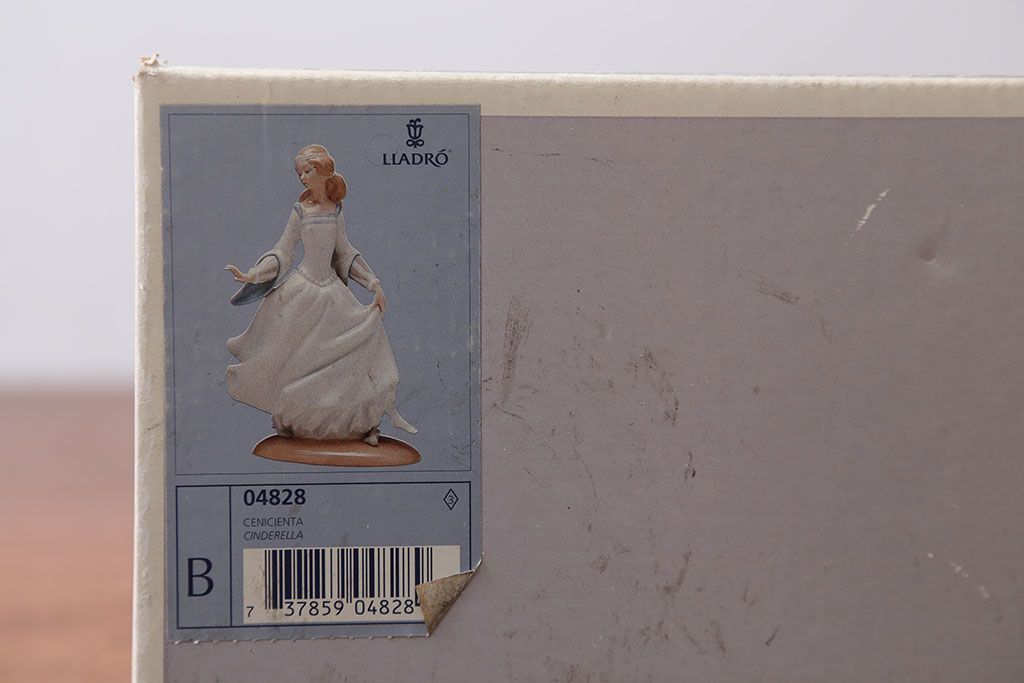 LLADRÓ
04828
3
CENICIENTA
CINDERELLA
B
7 37859 04828